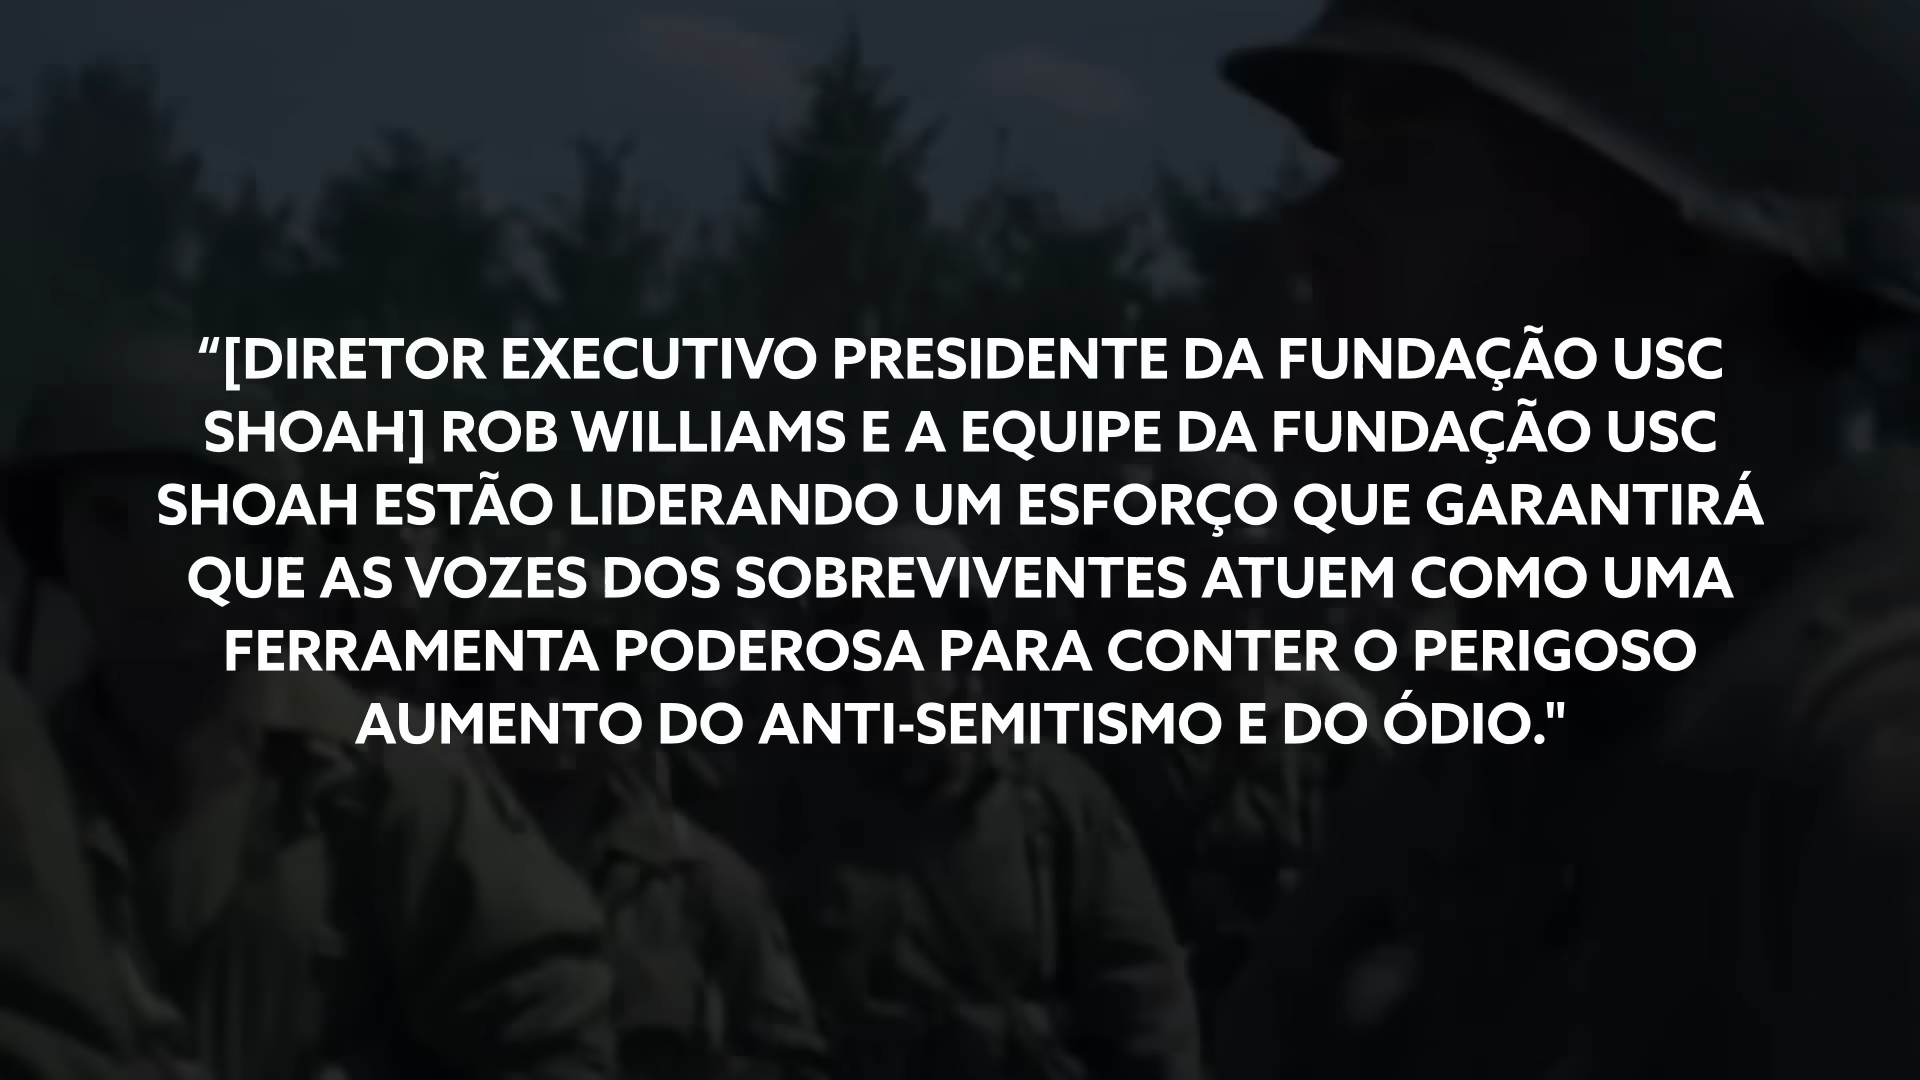 “[DIRETOR EXECUTIVO PRESIDENTE DA FUNDAÇÃO USC
SHOAH] ROB WILLIAMS E A EQUIPE DA FUNDAÇÃO USC
SHOAH ESTÃO LIDERANDO UM ESFORÇO QUE GARANTIRÁ
QUE AS VOZES DOS SOBREVIVENTES ATUEM COMO UMA
FERRAMENTA PODEROSA PARA CONTER O PERIGOSO
AUMENTO DO ANTI-SEMITISMO E DO ÓDIO."